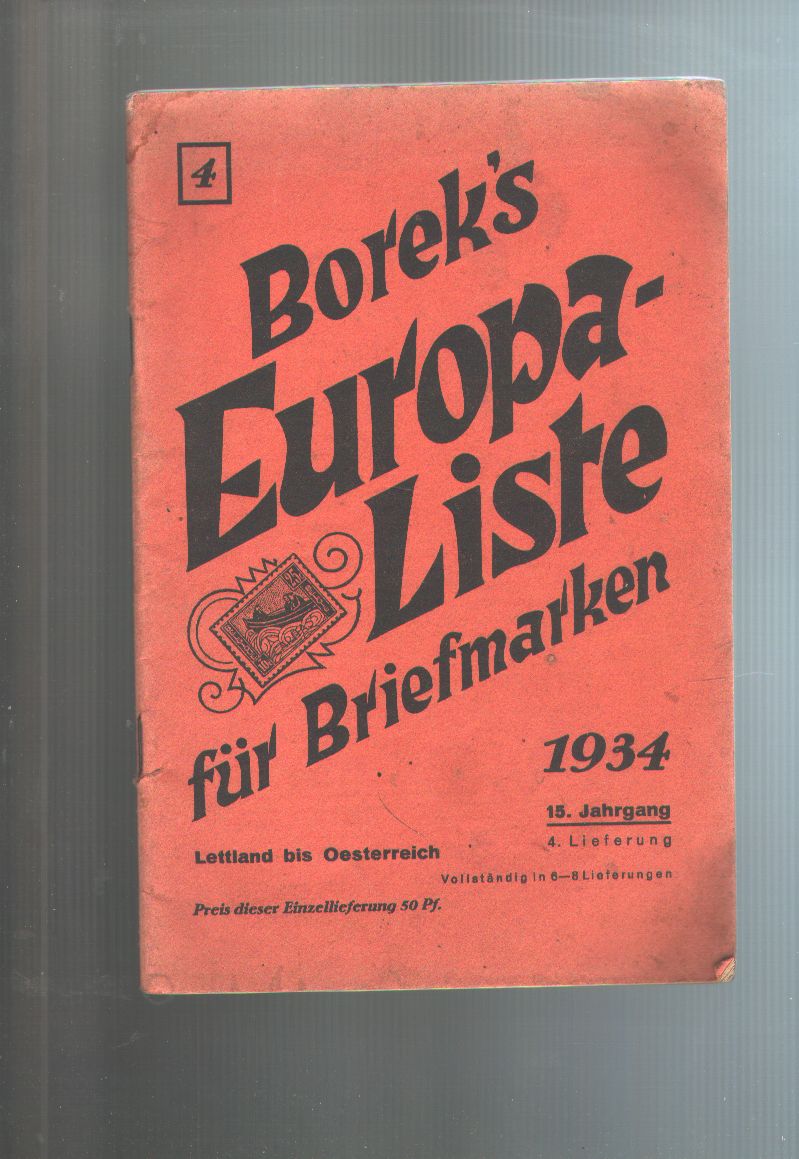 4
Borek's
Europa-
Liste
25
für Briefmarken
1934
15. Jahrgang
4. Lieferung
Lettland bis Oesterreich
Vollständig in 6—8 Lieferungen
Preis dieser Einzellieferung 50 Pf.